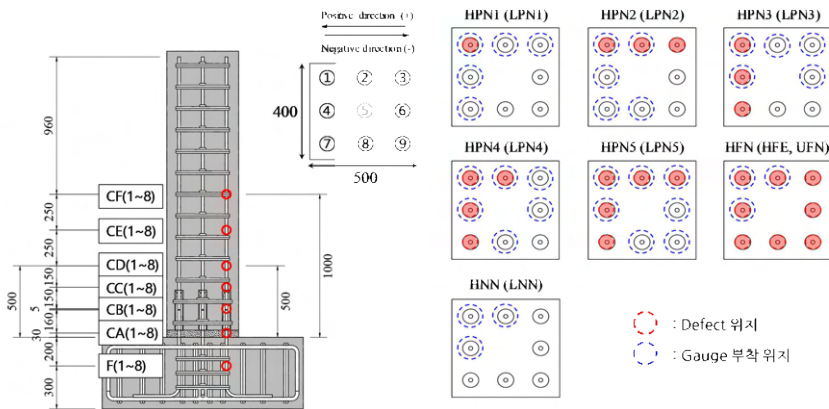 Positive direction (+)
Negative direction (-)
① ② ③
④ ⑤ ⑥
⑦ ⑧ ⑨
400
500
960
250
250
150
150
5
160
30
200
300
500
500
1000
CF(1~8)
CE(1~8)
CD(1~8)
CC(1~8)
CB(1~8)
CA(1~8)
F(1~8)
HPN1 (LPN1) HPN2 (LPN2) HPN3 (LPN3)
HPN4 (LPN4) HPN5 (LPN5) HFN (HFE, UFN)
HNN (LNN)
: Defect 위치
: Gauge 부착 위치